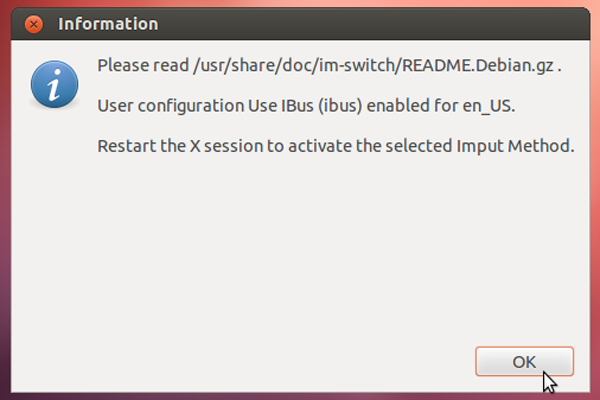 Information
Please read /usr/share/doc/im-switch/README.Debian.gz .
User configuration Use IBus (ibus) enabled for en_US.
Restart the X session to activate the selected Imput Method.
OK